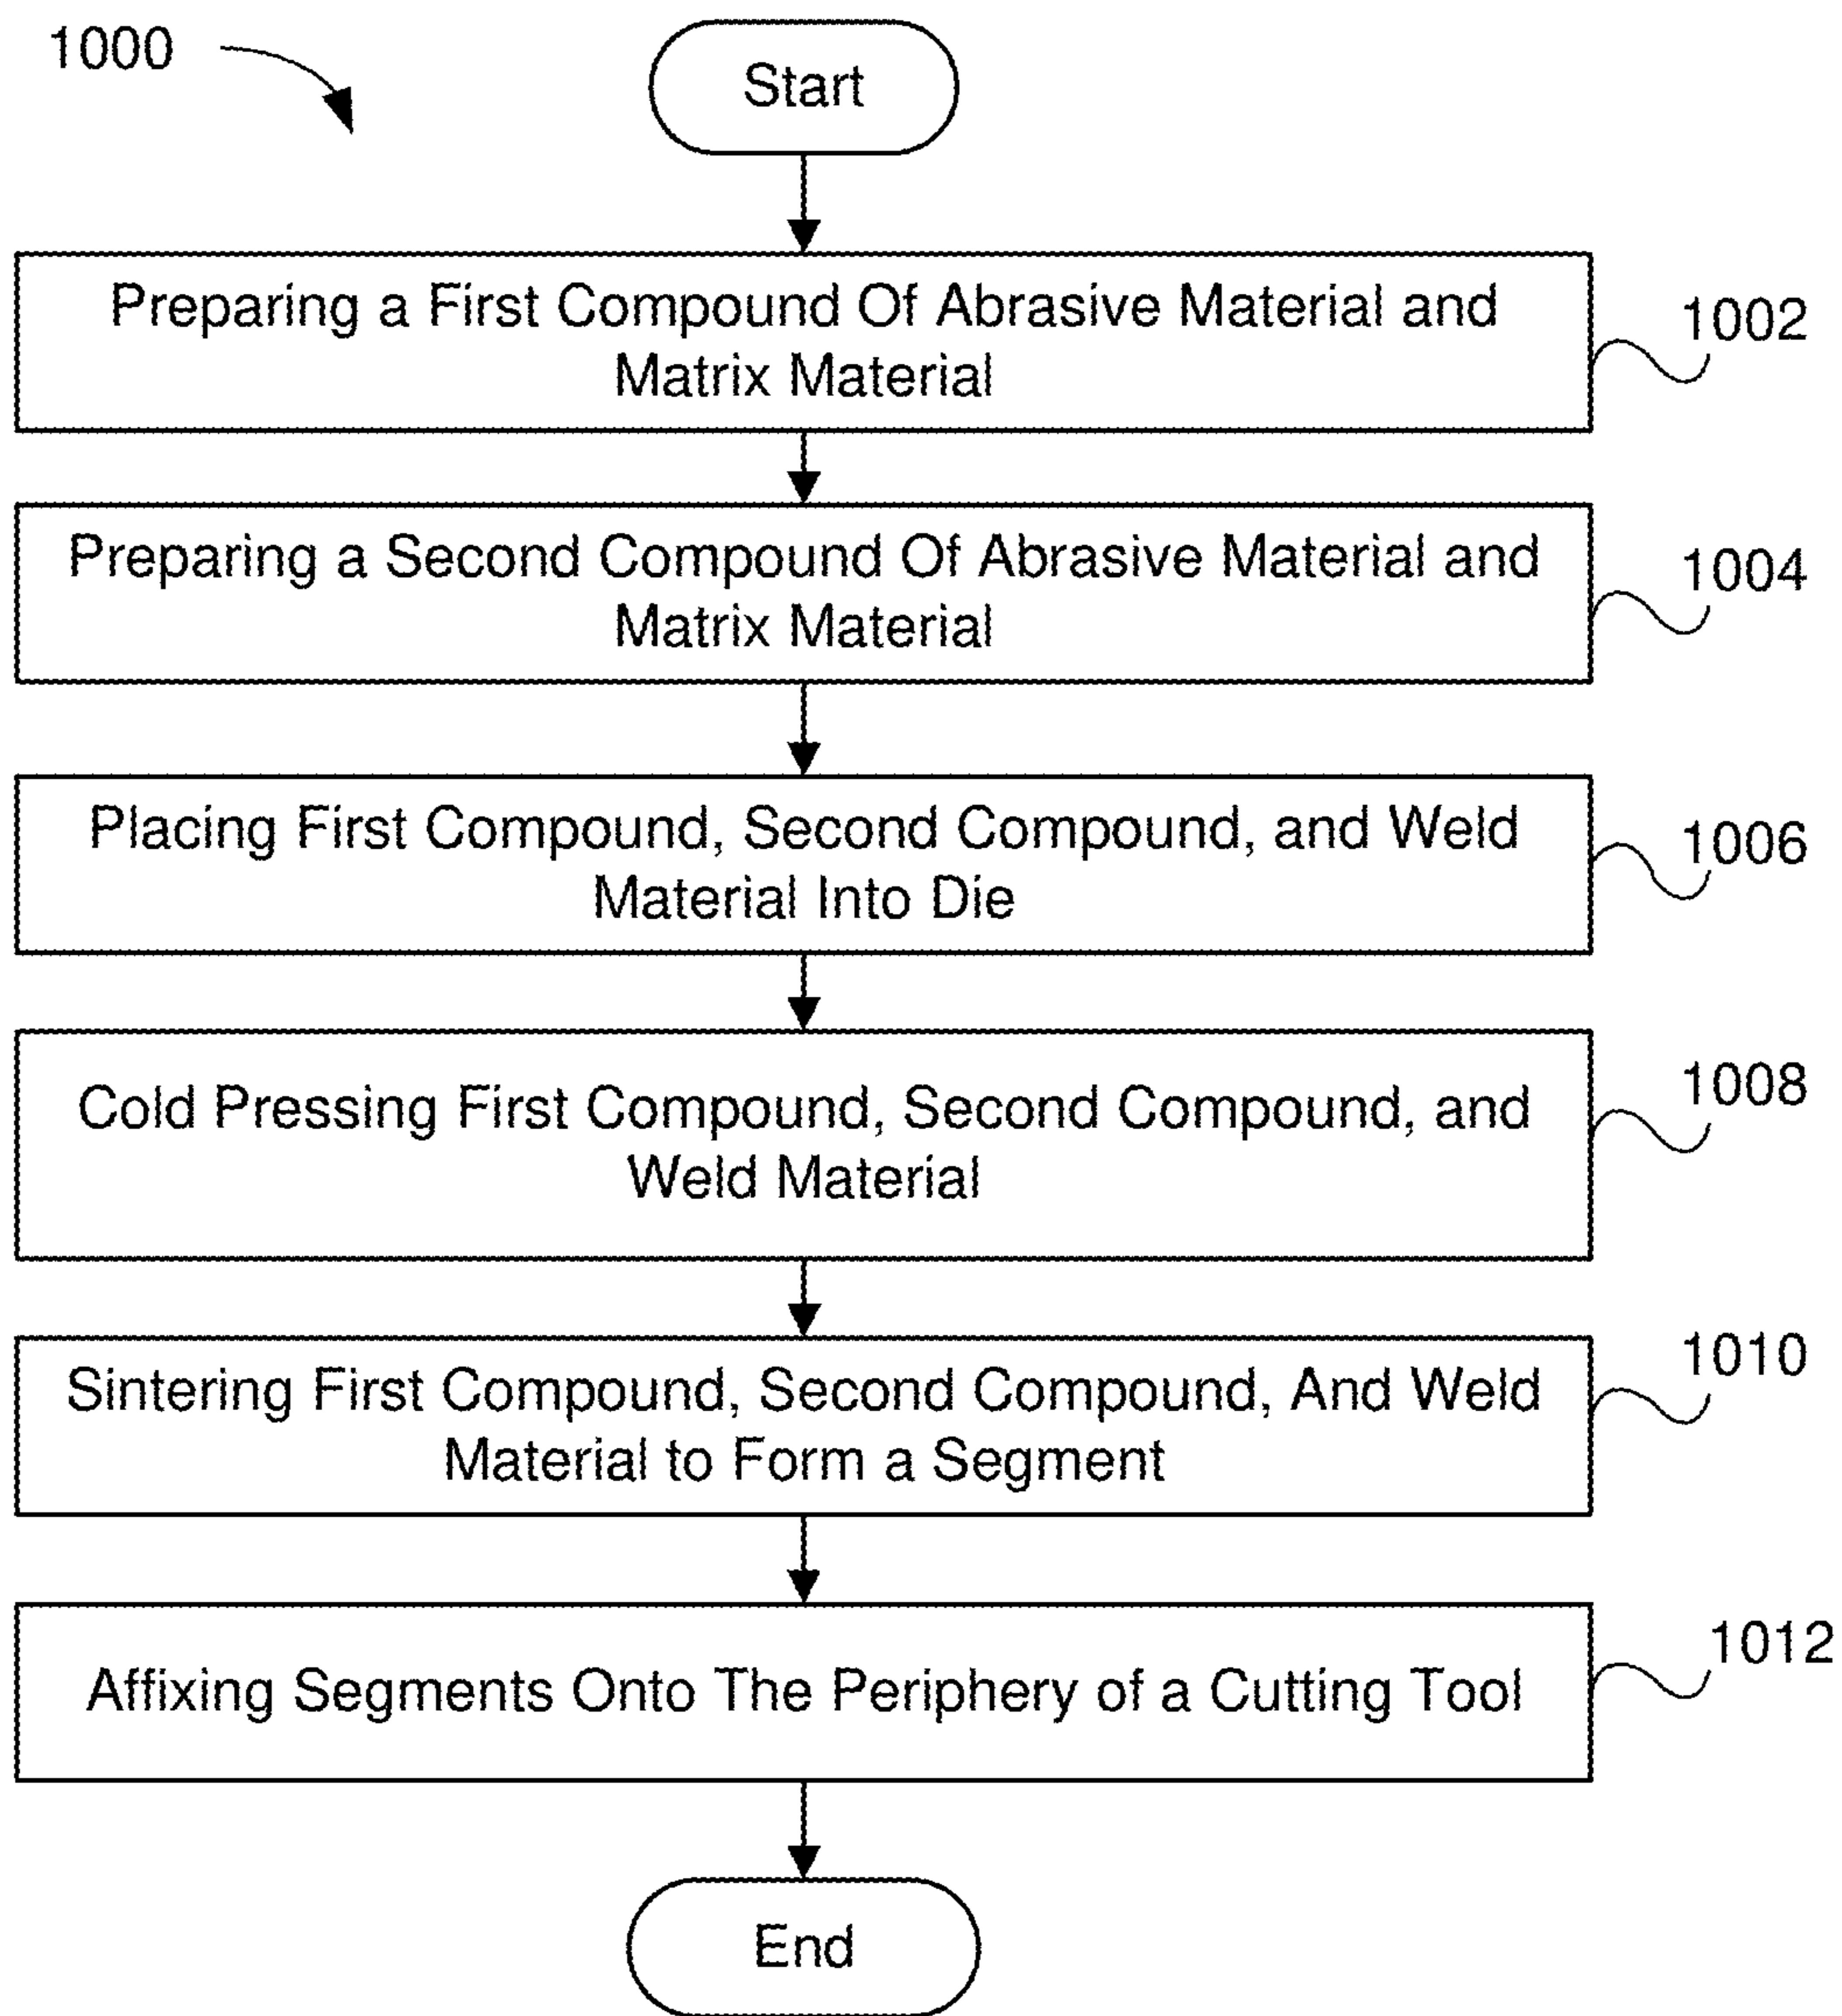 1000
Start
Preparing a First Compound Of Abrasive Material and
Matrix Material
1002
Preparing a Second Compound Of Abrasive Material and
Matrix Material
1004
Placing First Compound, Second Compound, and Weld
Material Into Die
1006
Cold Pressing First Compound, Second Compound, and
Weld Material
1008
Sintering First Compound, Second Compound, And Weld
Material to Form a Segment
1010
Affixing Segments Onto The Periphery of a Cutting Tool
1012
End